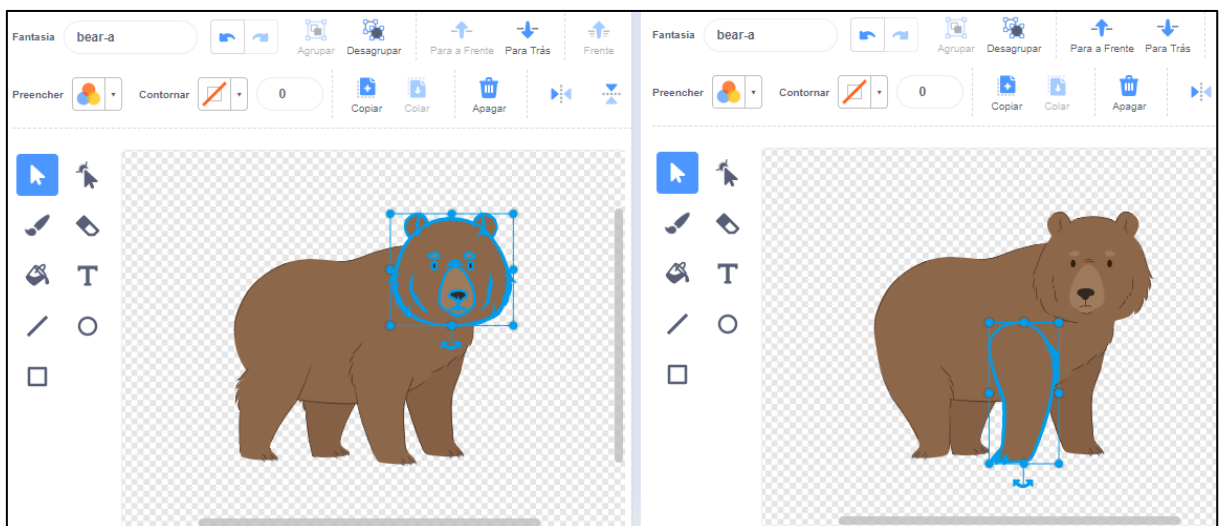 Fantasia bear-a Agrupar Desagrupar Para a Frente Para Trás Frente
Preencher Contornar 0 Copiar Colar Apagar
T
Fantasia bear-a Agrupar Desagrupar Para a Frente Para Trás
Preencher Contornar 0 Copiar Colar Apagar
T